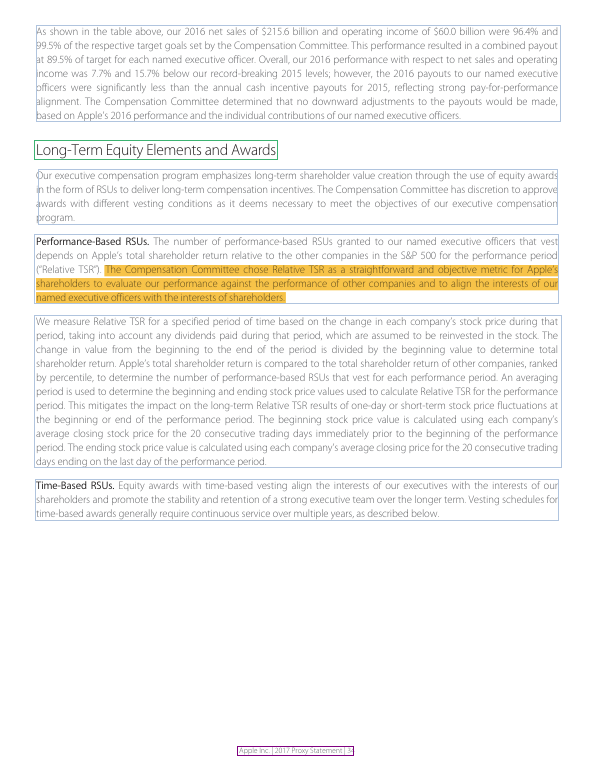 As shown in the table above, our 2016 net sales of $215.6 billion and operating income of $60.0 billion were 96.4% and
99.5% of the respective target goals set by the Compensation Committee. This performance resulted in a combined payout
at 89.5% of target for each named executive officer. Overall, our 2016 performance with respect to net sales and operating
income was 7.7% and 15.7% below our record-breaking 2015 levels; however, the 2016 payouts to our named executive
officers were significantly less than the annual cash incentive payouts for 2015, reflecting strong pay-for-performance
alignment. The Compensation Committee determined that no downward adjustments to the payouts would be made,
based on Apple's 2016 performance and the individual contributions of our named executive officers.
Long-Term Equity Elements and Awards
Our executive compensation program emphasizes long-term shareholder value creation through the use of equity awards
in the form of RSUs to deliver long-term compensation incentives. The Compensation Committee has discretion to approve
awards with different vesting conditions as it deems necessary to meet the objectives of our executive compensation
program.
Performance-Based RSUs. The number of performance-based RSUs granted to our named executive officers that vest
depends on Apple's total shareholder return relative to the other companies in the S&P 500 for the performance period
("Relative TSR"). The Compensation Committee chose Relative TSR as a straightforward and objective metric for Apple's
shareholders to evaluate our performance against the performance of other companies and to align the interests of our
named executive officers with the interests of shareholders.
We measure Relative TSR for a specified period of time based on the change in each company's stock price during that
period, taking into account any dividends paid during that period, which are assumed to be reinvested in the stock. The
change in value from the beginning to the end of the period is divided by the beginning value to determine total
shareholder return. Apple's total shareholder return is compared to the total shareholder return of other companies, ranked
by percentile, to determine the number of performance-based RSUs that vest for each performance period. An averaging
period is used to determine the beginning and ending stock price values used to calculate Relative TSR for the performance
period. This mitigates the impact on the long-term Relative TSR results of one-day or short-term stock price fluctuations at
the beginning or end of the performance period. The beginning stock price value is calculated using each company's
average closing stock price for the 20 consecutive trading days immediately prior to the beginning of the performance
period. The ending stock price value is calculated using each company's average closing stock price for the 20 consecutive trading
days ending on the last day of the performance period.
Time-Based RSUs. Equity awards with time-based vesting align the interests of our executives with the interests of our
shareholders and promote the stability and retention of a strong executive team over the longer term. Vesting schedules for
time-based awards generally require continuous service over multiple years, as described below.
Apple Inc. | 2017 Proxy Statement |